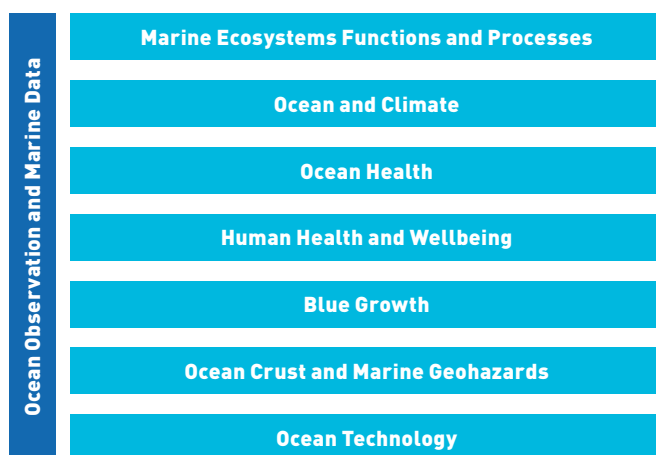 Ocean Observation and Marine Data
Marine Ecosystems Functions and Processes
Ocean and Climate
Ocean Health
Human Health and Wellbeing
Blue Growth
Ocean Crust and Marine Geohazards
Ocean Technology